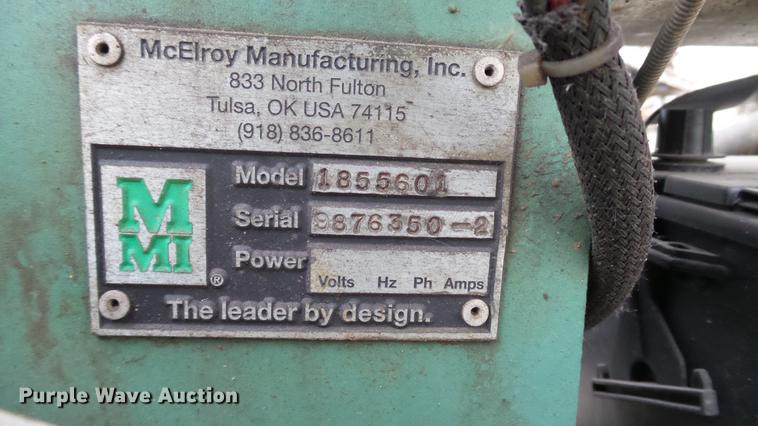 McElroy Manufacturing, Inc.
833 North Fulton
Tulsa, OK USA 74115
(918) 836-8611
M
MI
®
Model 1855601
Serial 9876350-2
Power
Volts Hz Ph Amps
The leader by design.
Purple Wave Auction